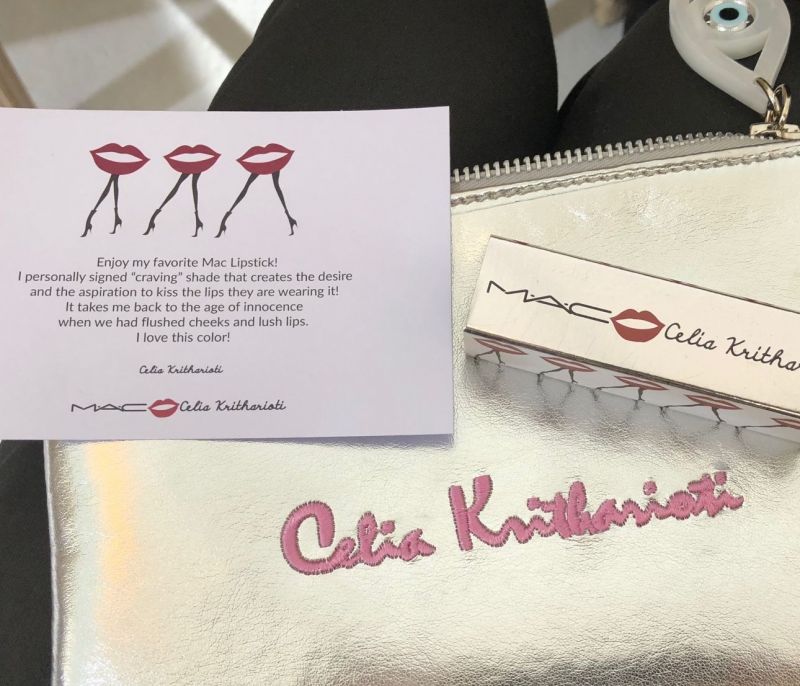 Enjoy my favorite Mac Lipstick!
I personally signed "craving" shade that creates the desire
and the aspiration to kiss the lips they are wearing it!
It takes me back to the age of innocence
when we had flushed cheeks and lush lips.
I love this color!
Celia Kritharioti
MAC Celia Kritharioti
MAC Celia Krithar
Celia Kritharioti